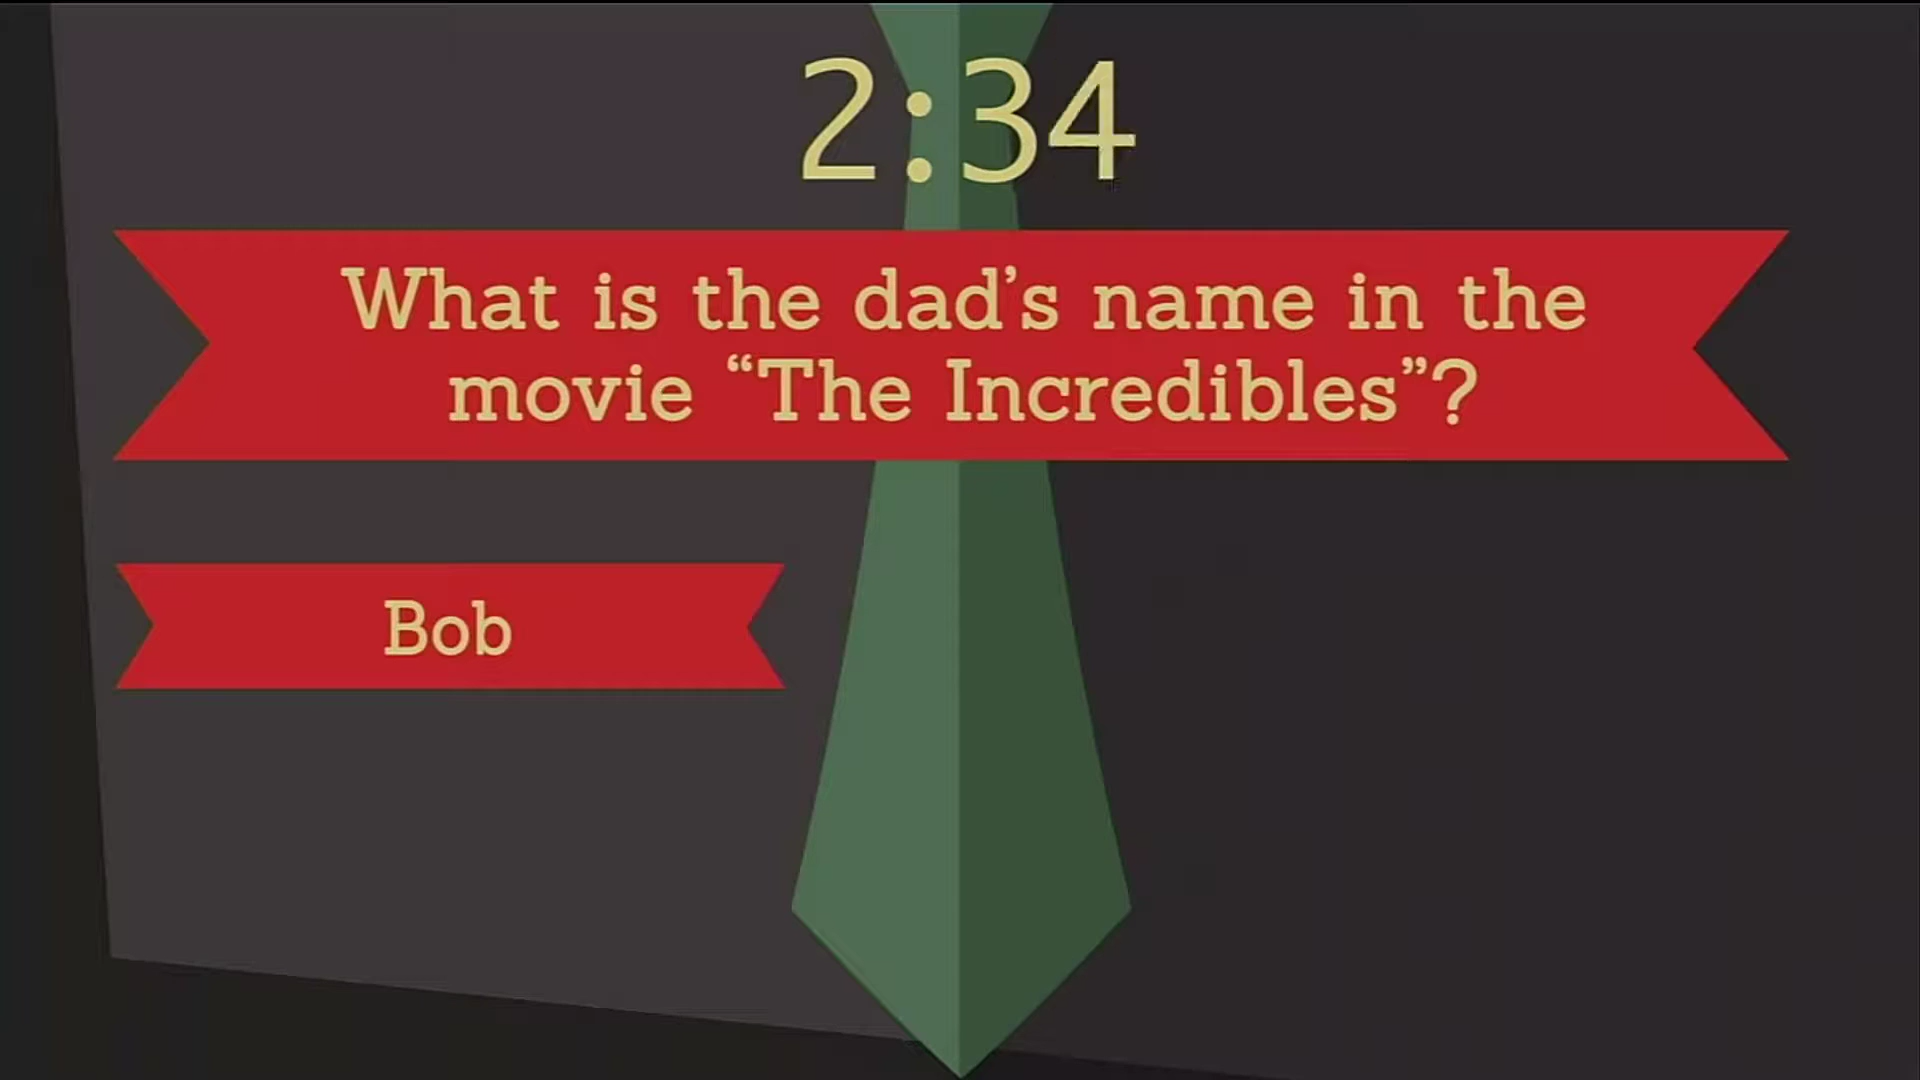 2:34
What is the dad’s name in the
movie “The Incredibles”?
Bob